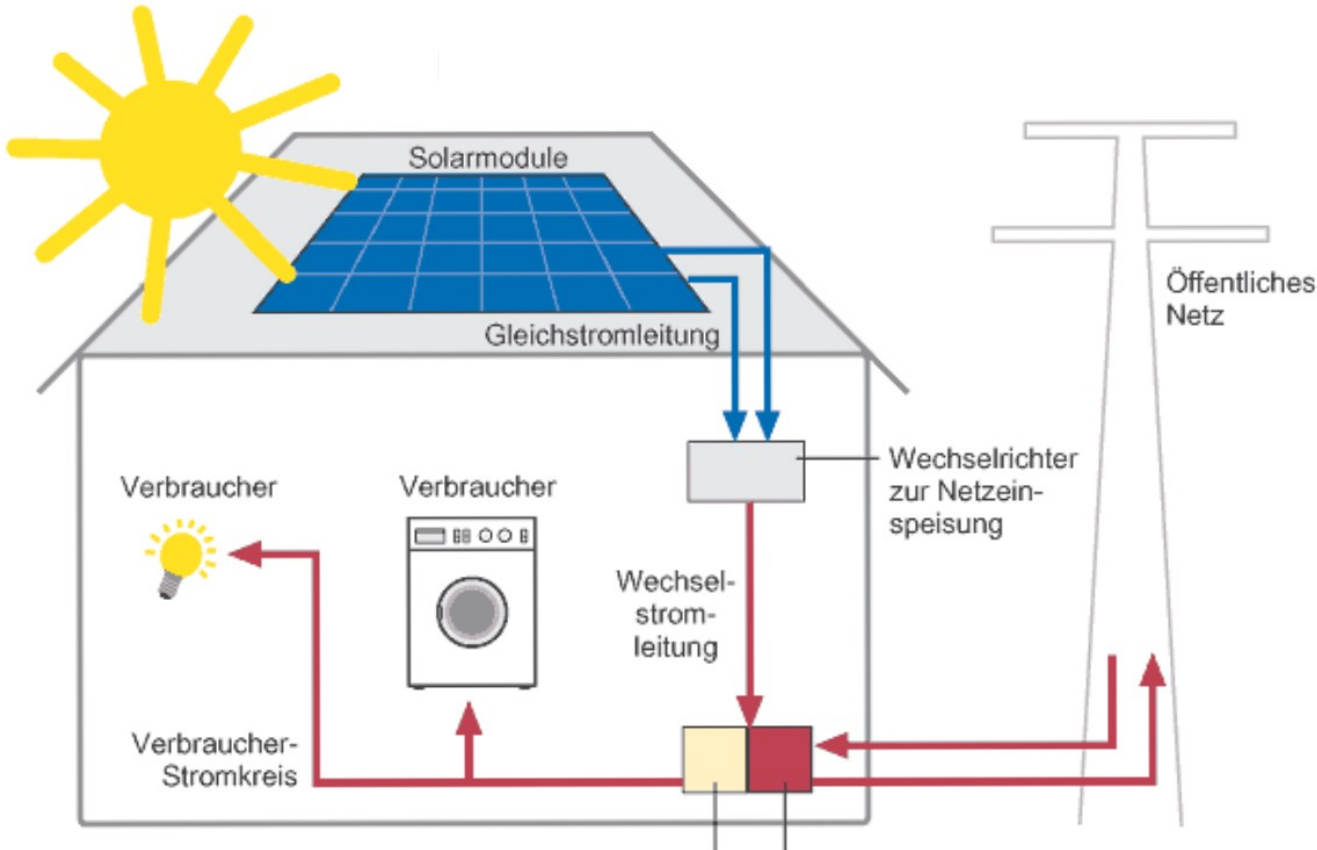 Solarmodule
Gleichstromleitung
Öffentliches
Netz
Wechselrichter
zur Netzein-
speisung
Verbraucher
Verbraucher
Wechsel-
strom-
leitung
Verbraucher-
Stromkreis